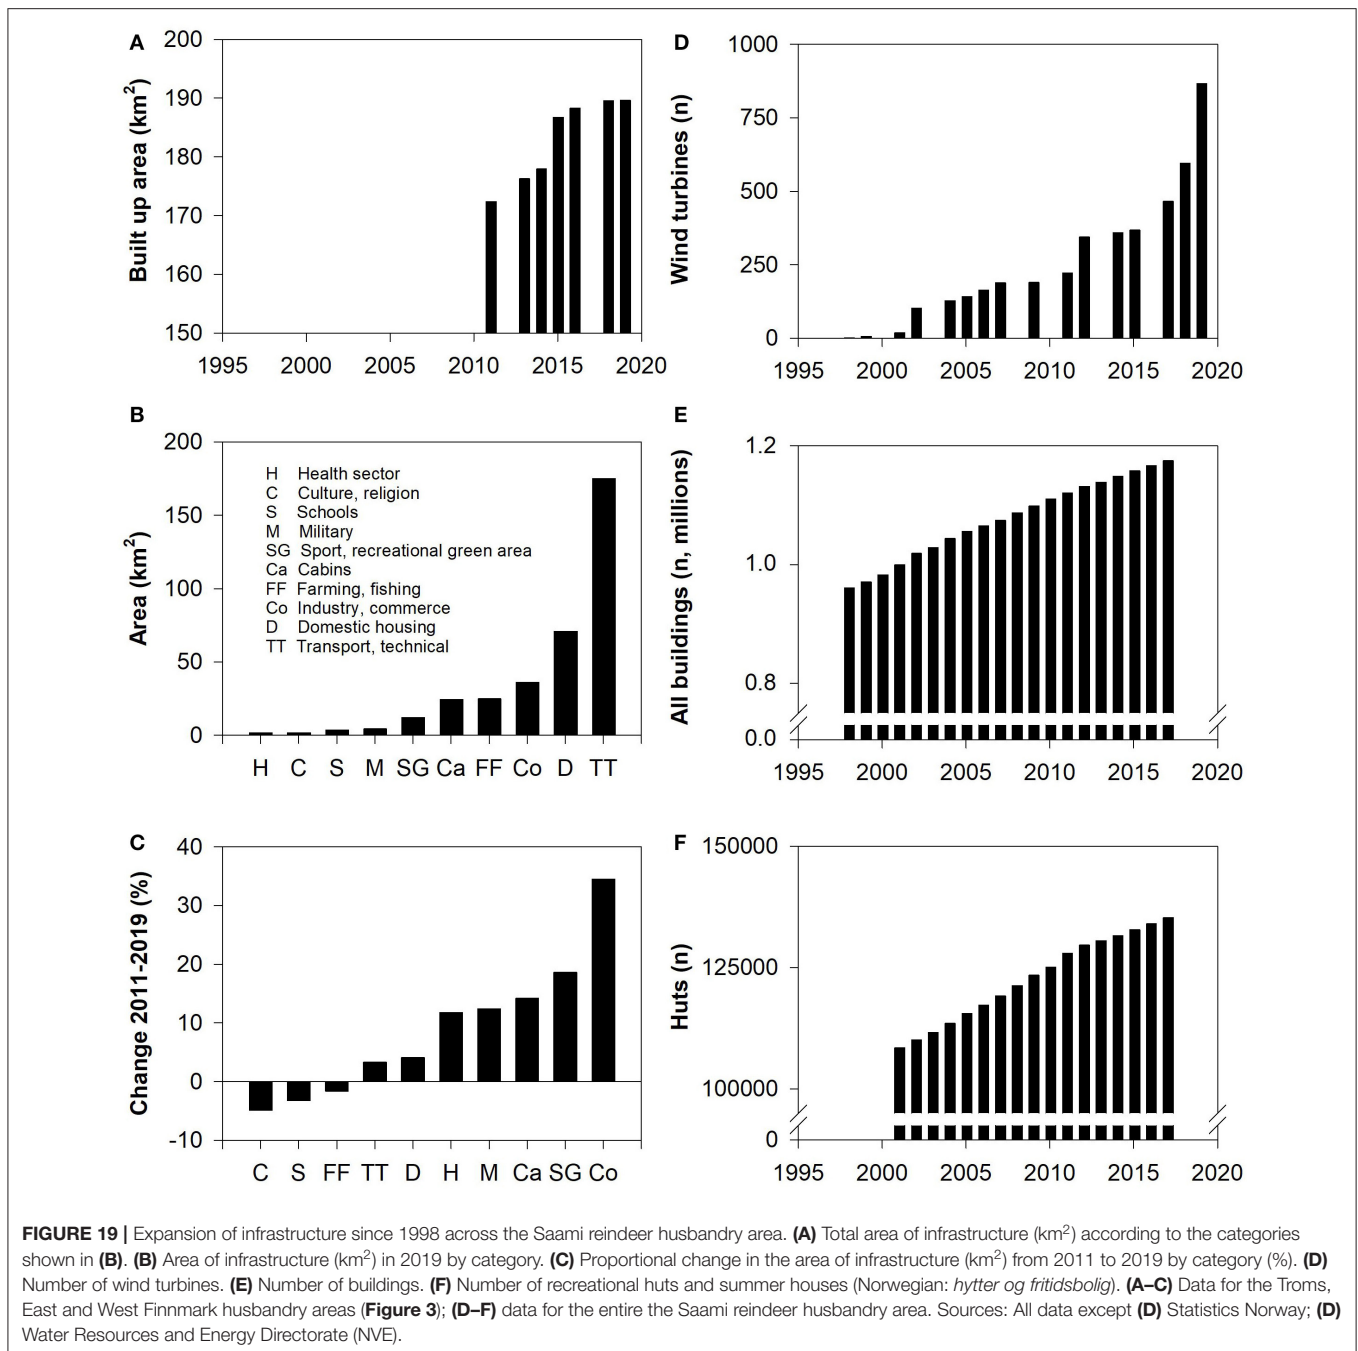 A
Built up area (km²)
200
190
180
170
160
150
1995 2000 2005 2010 2015 2020
D
Wind turbines (n)
1000
750
500
250
0
1995 2000 2005 2010 2015 2020
B
Area (km²)
200
150
100
50
0
H Health sector
C Culture, religion
S Schools
M Military
SG Sport, recreational green area
Ca Cabins
FF Farming, fishing
Co Industry, commerce
D Domestic housing
TT Transport, technical
H C S M SG Ca FF Co D TT
E
All buildings (n, millions)
1.2
1.0
0.8
0.0
1995 2000 2005 2010 2015 2020
C
Change 2011-2019 (%)
40
30
20
10
0
-10
C S FF TT D H M Ca SG Co
F
Huts (n)
150000
125000
100000
0
1995 2000 2005 2010 2015 2020
FIGURE 19 | Expansion of infrastructure since 1998 across the Saami reindeer husbandry area. (A) Total area of infrastructure (km²) according to the categories
shown in (B). (B) Area of infrastructure (km²) in 2019 by category. (C) Proportional change in the area of infrastructure (km²) from 2011 to 2019 by category (%). (D)
Number of wind turbines. (E) Number of buildings. (F) Number of recreational huts and summer houses (Norwegian: hytter og fritidsbolig). (A–C) Data for the Troms,
East and West Finnmark husbandry areas (Figure 3); (D–F) data for the entire the Saami reindeer husbandry area. Sources: All data except (D) Statistics Norway; (D)
Water Resources and Energy Directorate (NVE).